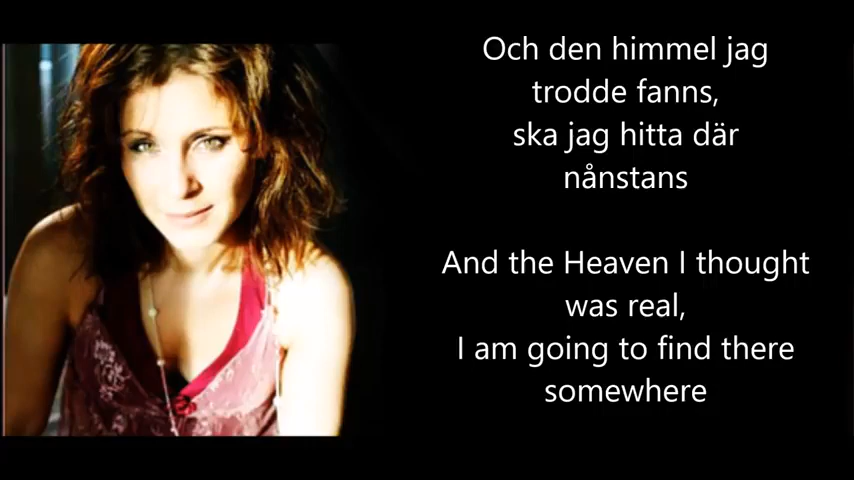 Och den himmel jag
trodde fanns,
ska jag hitta där
nånstans
And the Heaven I thought
was real,
I am going to find there
somewhere